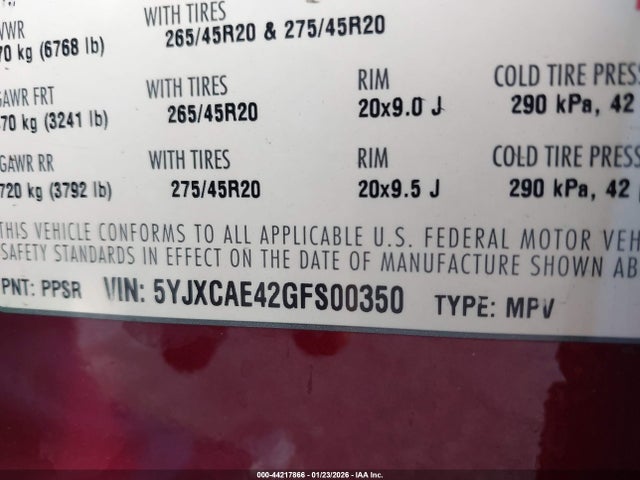 VWR WITH TIRES
70 kg (6768 lb) 265/45R20 & 275/45R20
GAWR FRT WITH TIRES RIM COLD TIRE PRESS
470 kg (3241 lb) 265/45R20 20x9.0 J 290 kPa, 42
GAWR RR WITH TIRES RIM COLD TIRE PRESS
720 kg (3792 lb) 275/45R20 20x9.5 J 290 kPa, 42
THIS VEHICLE CONFORMS TO ALL APPLICABLE U.S. FEDERAL MOTOR VEH
SAFETY STANDARDS IN EFFECT ON THE DATE OF MANUFACTURE SHOWN AB
PNT: PPSR VIN: 5YJXCAE42GFS00350 TYPE: MPV
000-44217866 - 01/23/2026 - IAA Inc.